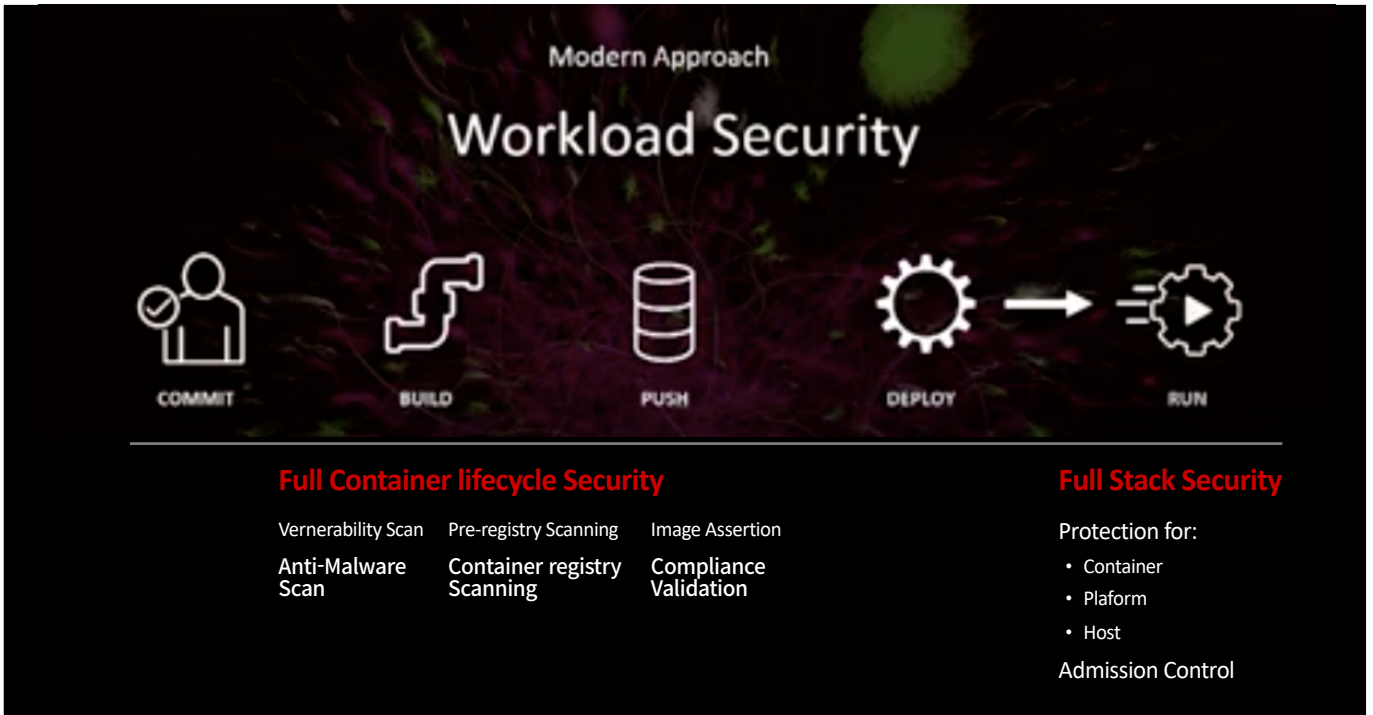 Modern Approach
Workload Security
COMMIT
BUILD
PUSH
DEPLOY
RUN
Full Container lifecycle Security
Vernerability Scan
Pre-registry Scanning
Image Assertion
Anti-Malware
Scan
Container registry
Scanning
Compliance
Validation
Full Stack Security
Protection for:
• Container
• Plaform
• Host
Admission Control